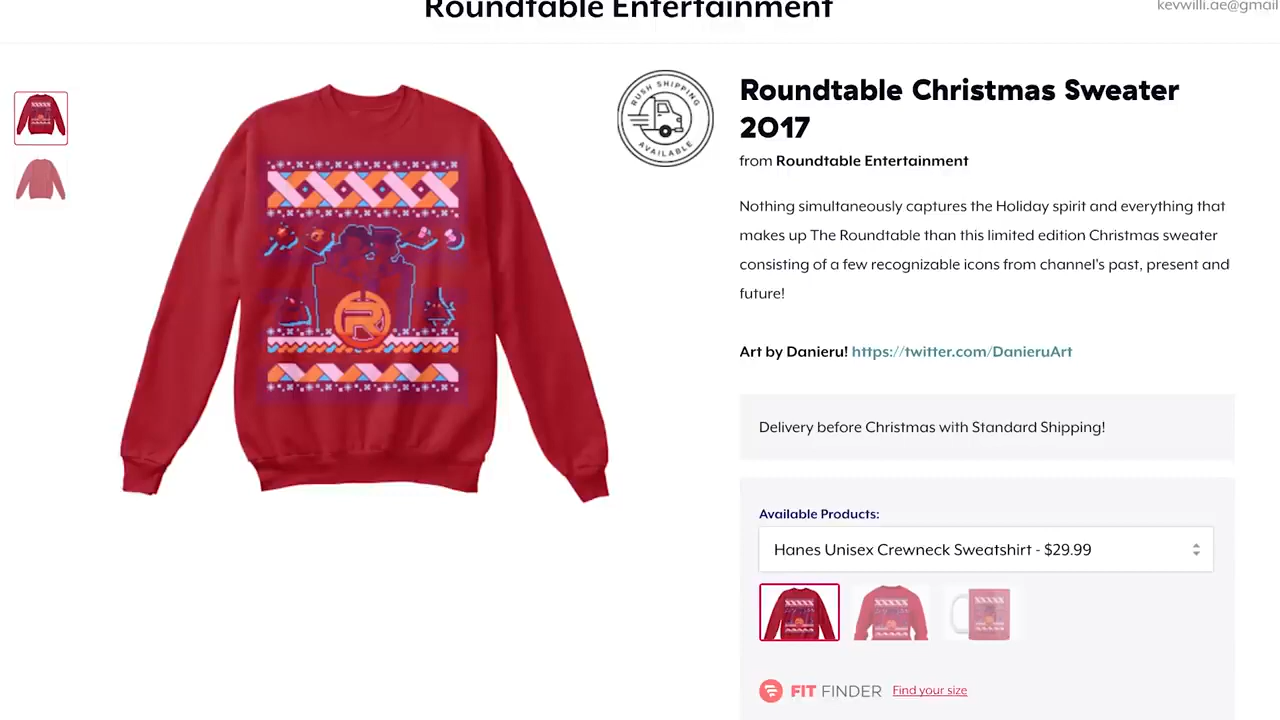 Roundtable Entertainment
kevwilli.ae@gmail
RUSH SHIPPING
AVAILABLE
Roundtable Christmas Sweater
2017
from Roundtable Entertainment
Nothing simultaneously captures the Holiday spirit and everything that
makes up The Roundtable than this limited edition Christmas sweater
consisting of a few recognizable icons from channel's past, present and
future!
Art by Danieru! https://twitter.com/DanieruArt
Delivery before Christmas with Standard Shipping!
Available Products:
Hanes Unisex Crewneck Sweatshirt - $29.99
FIT FINDER Find your size
R